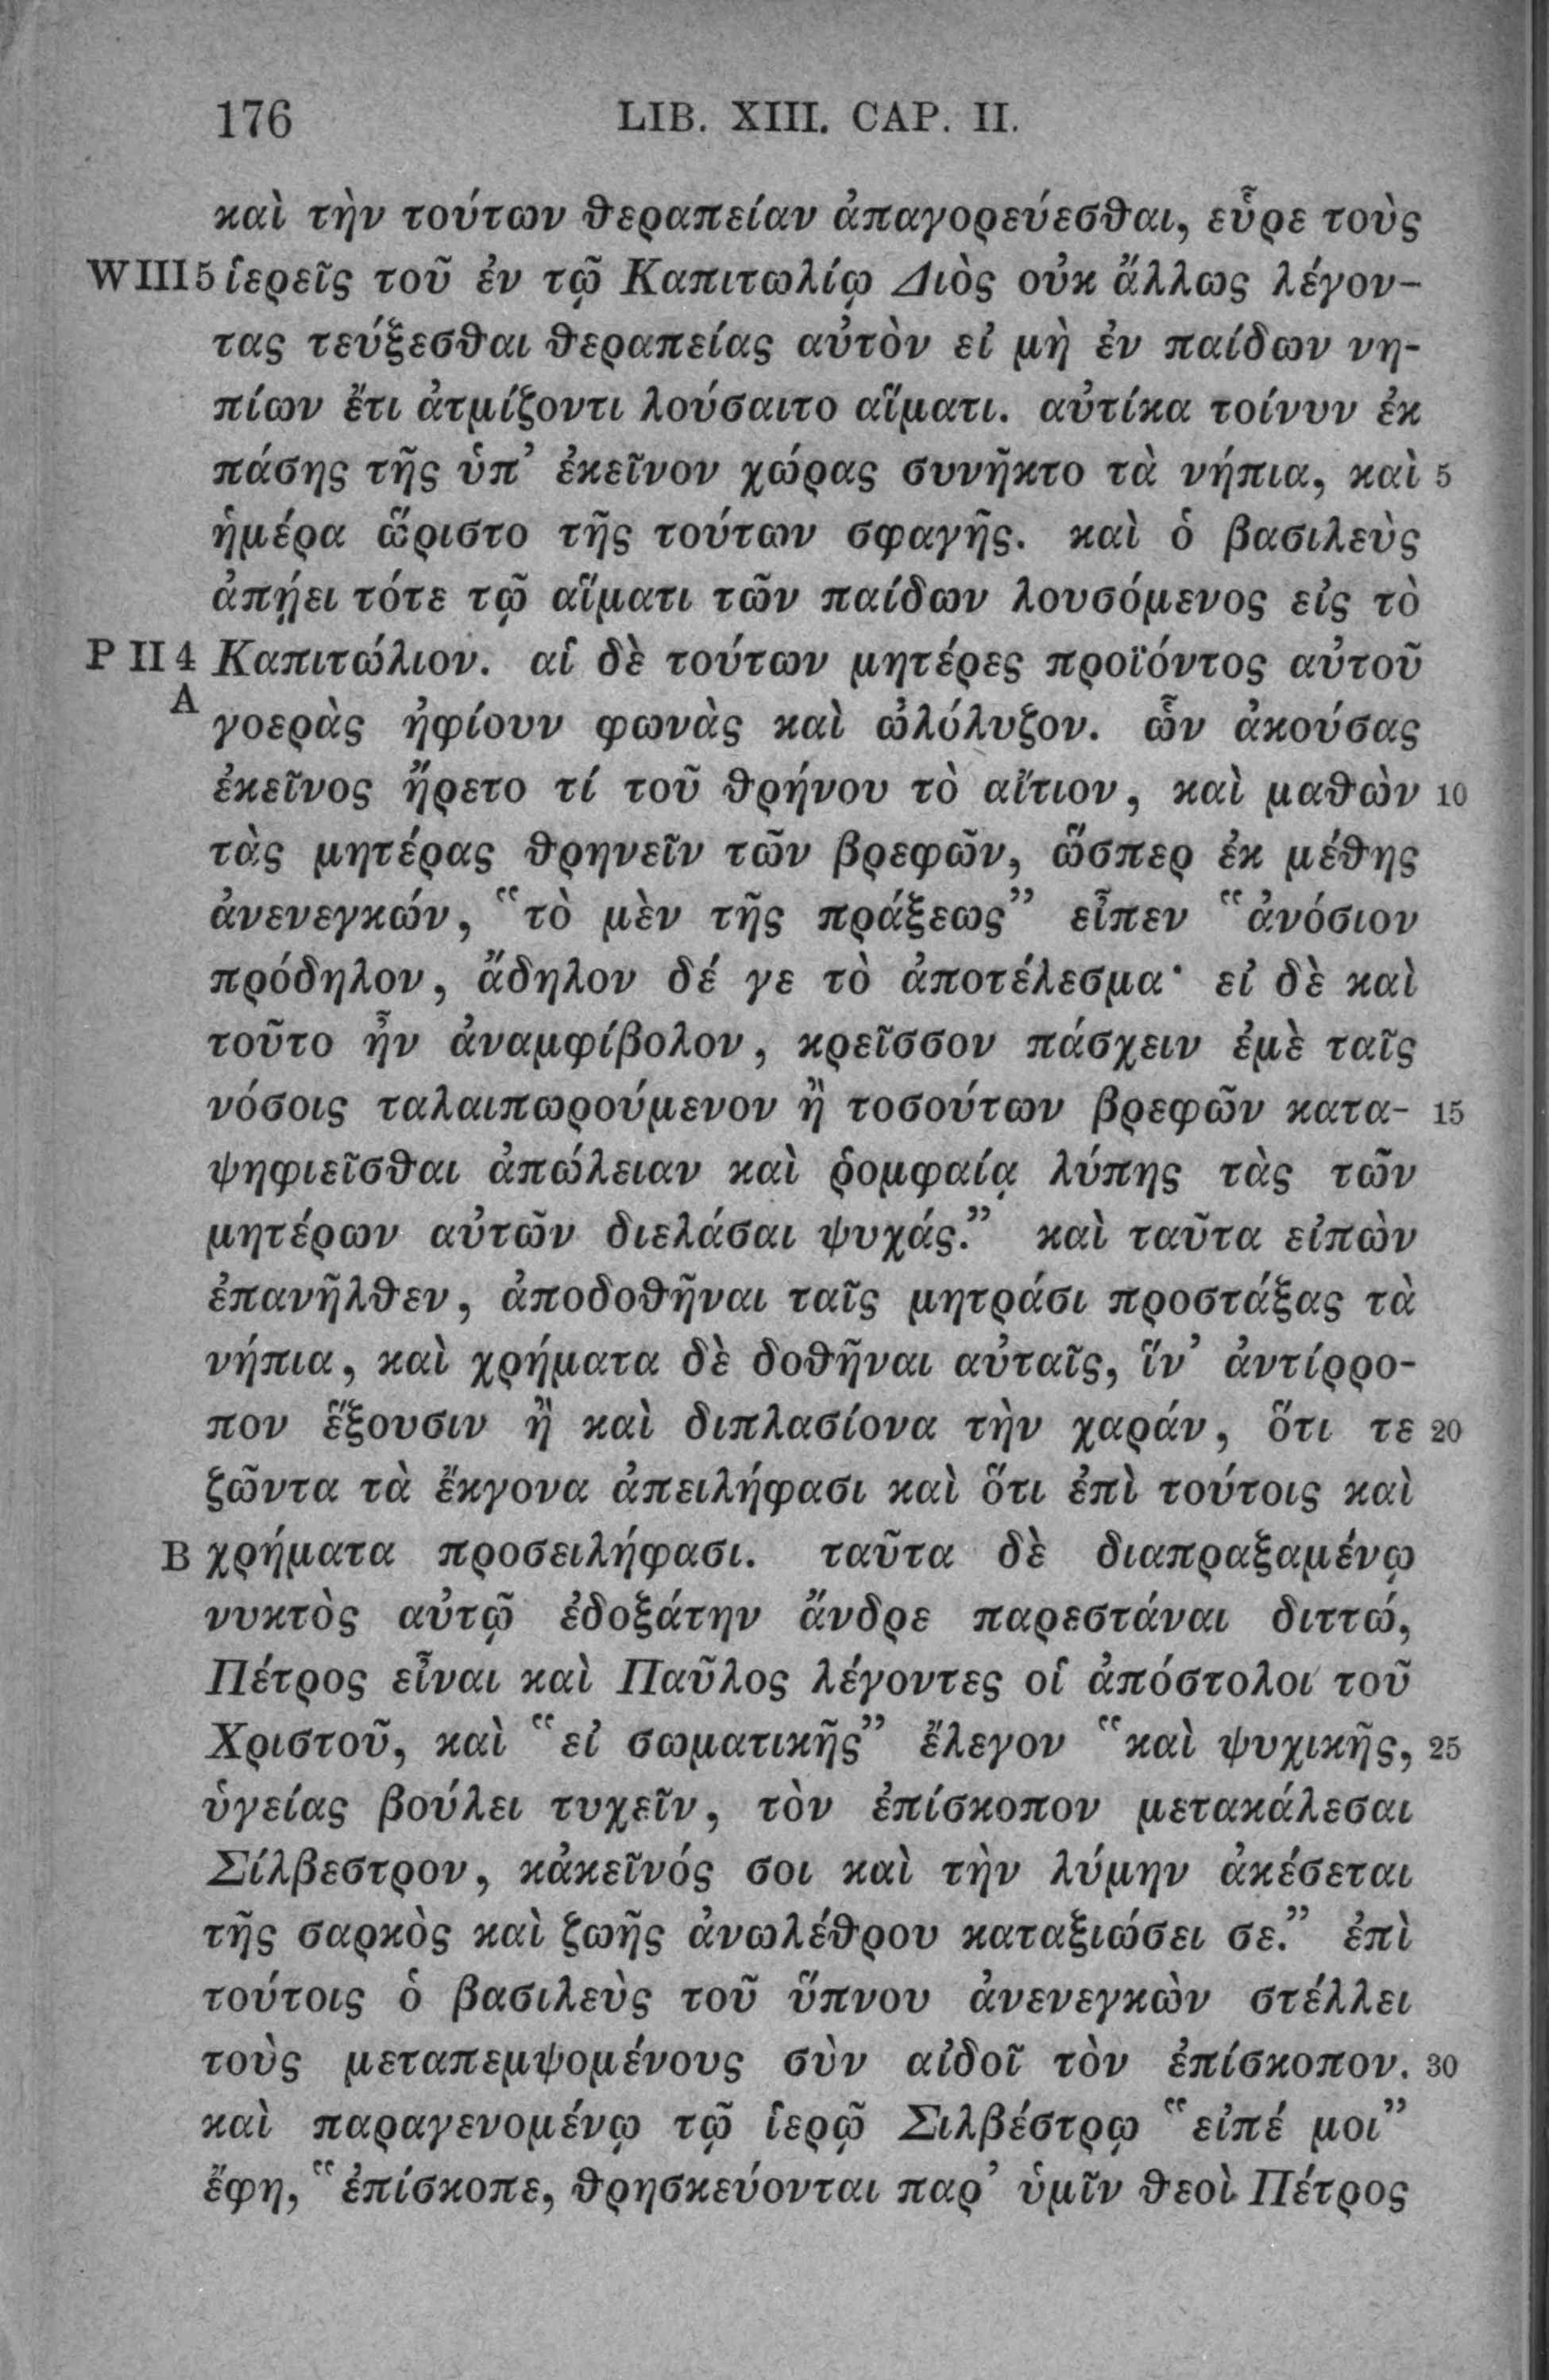 176 LIB. XIII. CAP. II.
καὶ τὴν τούτων θεραπείαν ἀπαγορεύεσθαι, εὗρε τοὺς
W III 5 ἱερεῖς τοῦ ἐν τῷ Καπιτωλίῳ Διὸς οὐκ ἄλλως λέγον-
τας τεύξεσθαι θεραπείας αὐτὸν εἰ μὴ ἐν παίδων νη-
πίων ἔτι ἀτμίζοντι λούσαιτο αἵματι. αὐτίκα τοίνυν ἐκ
πάσης τῆς ὑπ’ ἐκεῖνον χώρας συνῆκτο τὰ νήπια, καὶ 5
ἡμέρα ὥριστο τῆς τούτων σφαγῆς. καὶ ὁ βασιλεὺς
ἀπῄει τότε τῷ αἵματι τῶν παίδων λουσόμενος εἰς τὸ
P II 4 Καπιτώλιον. αἱ δὲ τούτων μητέρες προϊόντος αὐτοῦ
A γοερὰς ἠφίουν φωνὰς καὶ ὠλόλυζον. ὧν ἀκούσας
ἐκεῖνος ἤρετο τί τοῦ θρήνου τὸ αἴτιον, καὶ μαθὼν 10
τὰς μητέρας θρηνεῖν τῶν βρεφῶν, ὥσπερ ἐκ μέθης
ἀνενεγκών, “τὸ μὲν τῆς πράξεως” εἶπεν “ἀνόσιον
πρόδηλον, ἄδηλον δέ γε τὸ ἀποτέλεσμα· εἰ δὲ καὶ
τοῦτο ἦν ἀναμφίβολον, κρεῖσσον πάσχειν ἐμὲ ταῖς
νόσοις ταλαιπωρούμενον ἢ τοσούτων βρεφῶν κατα- 15
ψηφιεῖσθαι ἀπώλειαν καὶ ῥομφαίᾳ λύπης τὰς τῶν
μητέρων αὐτῶν διελάσαι ψυχάς.” καὶ ταῦτα εἰπὼν
ἐπανῆλθεν, ἀποδοθῆναι ταῖς μητράσι προστάξας τὰ
νήπια, καὶ χρήματα δὲ δοθῆναι αὐταῖς, ἵν’ ἀντίρρο-
πον ἕξουσιν ἢ καὶ διπλασίονα τὴν χαράν, ὅτι τε 20
ζῶντα τὰ ἔκγονα ἀπειλήφασι καὶ ὅτι ἐπὶ τούτοις καὶ
B χρήματα προσειλήφασι. ταῦτα δὲ διαπραξαμένῳ
νυκτὸς αὐτῷ ἐδοξάτην ἄνδρε παρεστάναι διττώ,
Πέτρος εἶναι καὶ Παῦλος λέγοντες οἱ ἀπόστολοι τοῦ
Χριστοῦ, καὶ “εἰ σωματικῆς” ἔλεγον “καὶ ψυχικῆς, 25
ὑγείας βούλει τυχεῖν, τὸν ἐπίσκοπον μετακάλεσαι
Σίλβεστρον, κἀκεῖνός σοι καὶ τὴν λύμην ἀκέσεται
τῆς σαρκὸς καὶ ζωῆς ἀνωλέθρου καταξιώσει σε.” ἐπὶ
τούτοις ὁ βασιλεὺς τοῦ ὕπνου ἀνενεγκὼν στέλλει
τοὺς μεταπεμψομένους σὺν αἰδοῖ τὸν ἐπίσκοπον. 30
καὶ παραγενομένῳ τῷ ἱερῷ Σιλβέστρῳ “εἰπέ μοι”
ἔφη, “ἐπίσκοπε, θρησκεύονται παρ’ ὑμῖν θεοὶ Πέτρος